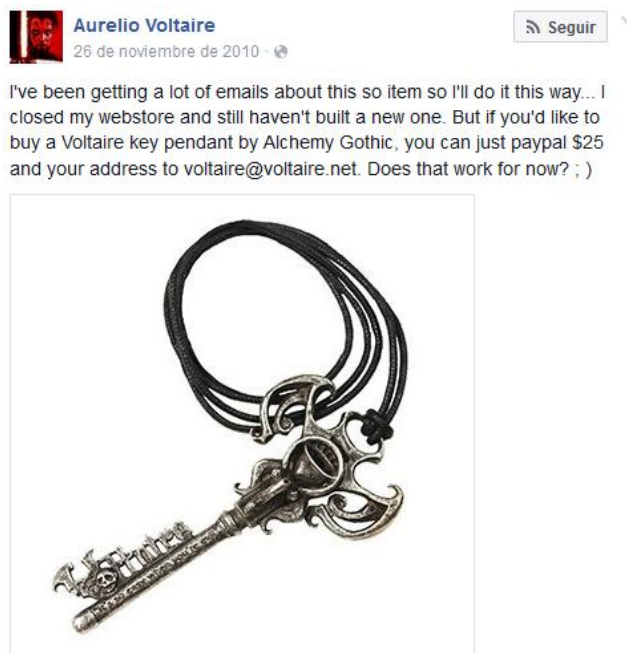 Aurelio Voltaire
Seguir
26 de noviembre de 2010 ·
I've been getting a lot of emails about this so item so I'll do it this way... I
closed my webstore and still haven't built a new one. But if you'd like to
buy a Voltaire key pendant by Alchemy Gothic, you can just paypal $25
and your address to voltaire@voltaire.net. Does that work for now? ; )
Voltaire